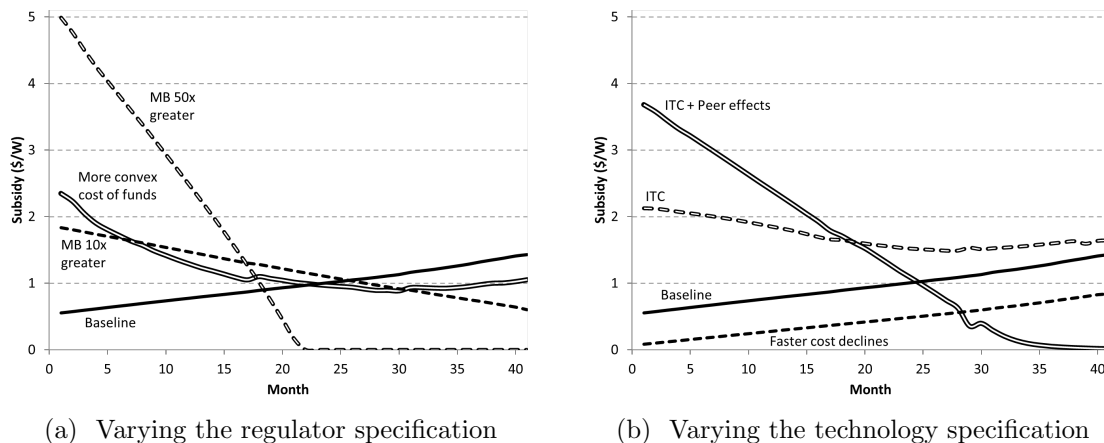 5
4
3
2
1
0
Subsidy ($/W)
MB 50x
greater
More convex
cost of funds
MB 10x
greater
Baseline
0 5 10 15 20 25 30 35 40
Month
(a) Varying the regulator specification
5
4
3
2
1
0
Subsidy ($/W)
ITC + Peer effects
ITC
Baseline
Faster cost declines
0 5 10 15 20 25 30 35 40
Month
(b) Varying the technology specification